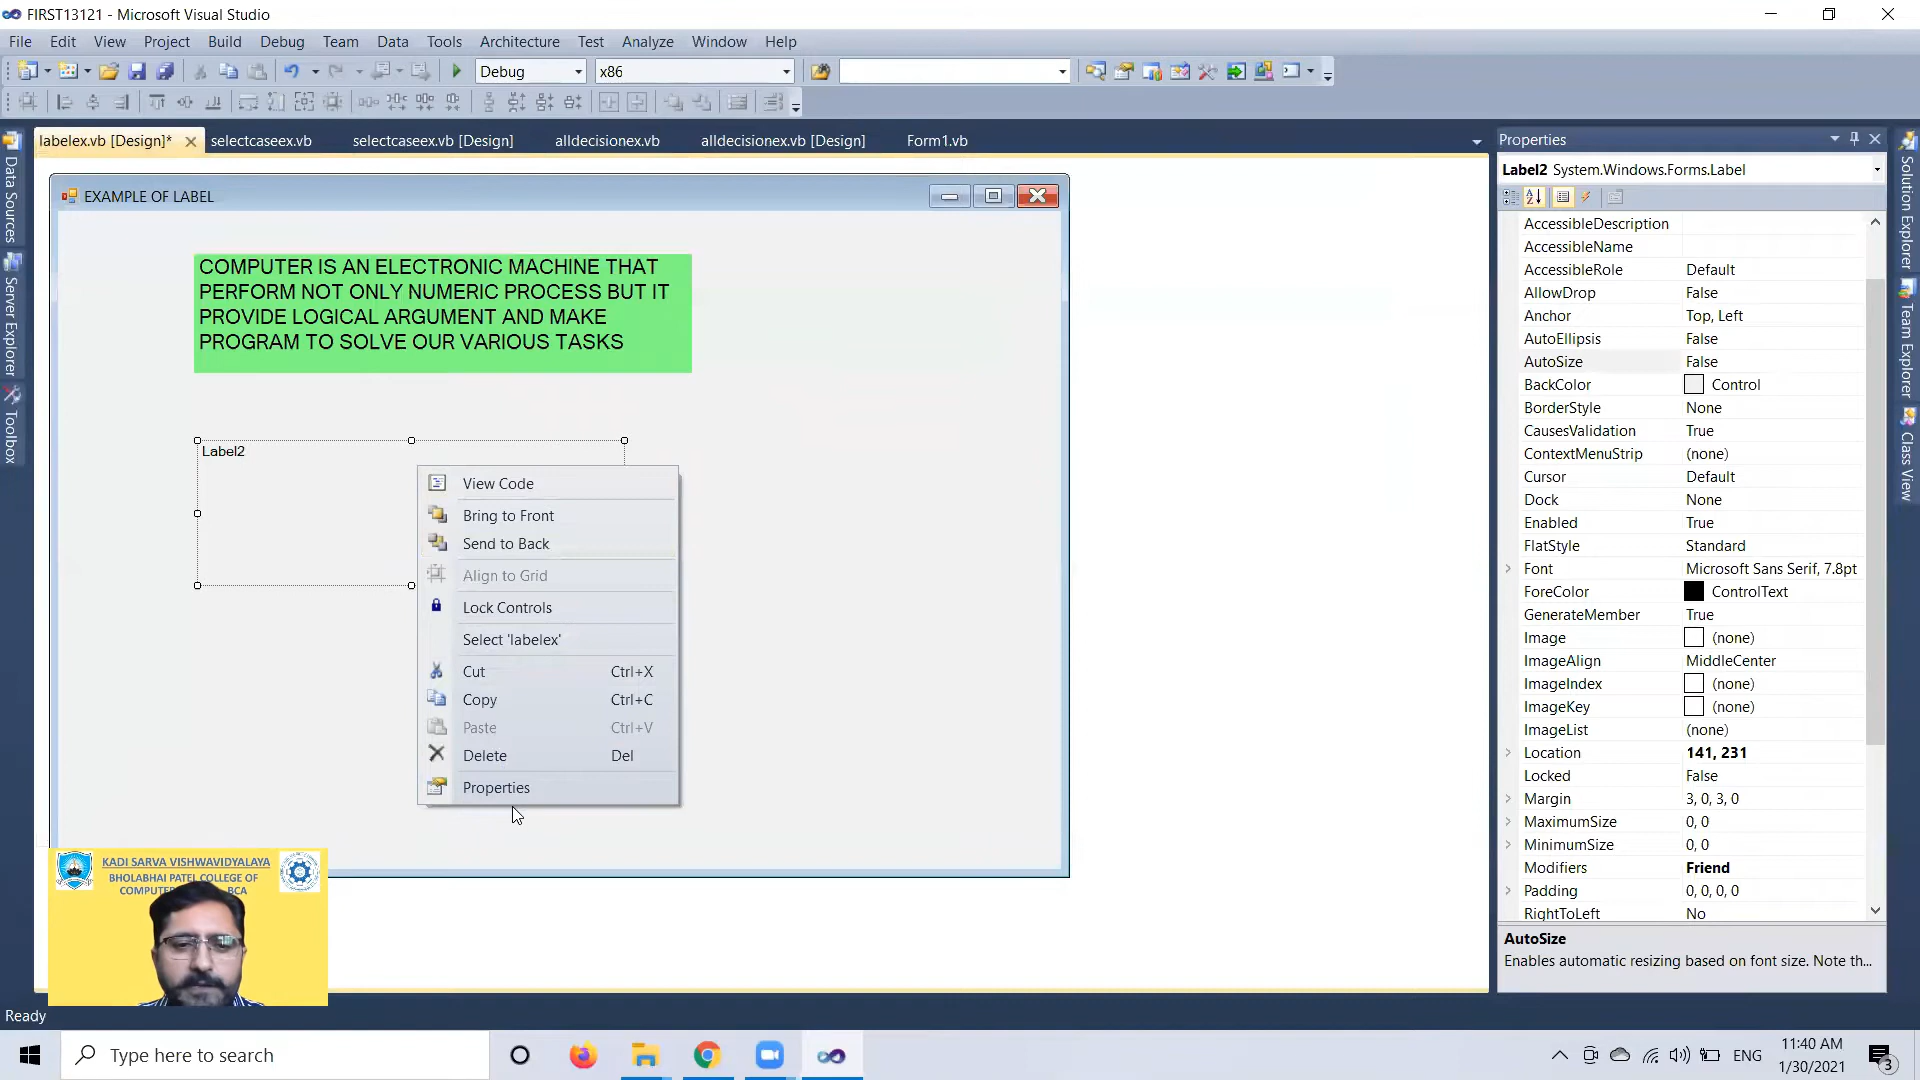 FIRST13121 - Microsoft Visual Studio
File Edit View Project Build Debug Team Data Tools Architecture Test Analyze Window Help
Debug x86
labelex.vb [Design]* selectcaseex.vb selectcaseex.vb [Design] alldecisionex.vb alldecisionex.vb [Design] Form1.vb
Data Sources
Server Explorer
Toolbox
EXAMPLE OF LABEL
COMPUTER IS AN ELECTRONIC MACHINE THAT
PERFORM NOT ONLY NUMERIC PROCESS BUT IT
PROVIDE LOGICAL ARGUMENT AND MAKE
PROGRAM TO SOLVE OUR VARIOUS TASKS
Label2
View Code
Bring to Front
Send to Back
Align to Grid
Lock Controls
Select 'labelex'
Cut Ctrl+X
Copy Ctrl+C
Paste Ctrl+V
Delete Del
Properties
Properties
Label2 System.Windows.Forms.Label
AccessibleDescription
AccessibleName
AccessibleRole Default
AllowDrop False
Anchor Top, Left
AutoEllipsis False
AutoSize False
BackColor Control
BorderStyle None
CausesValidation True
ContextMenuStrip (none)
Cursor Default
Dock None
Enabled True
FlatStyle Standard
Font Microsoft Sans Serif, 7.8pt
ForeColor ControlText
GenerateMember True
Image (none)
ImageAlign MiddleCenter
ImageIndex (none)
ImageKey (none)
ImageList (none)
Location 141, 231
Locked False
Margin 3, 0, 3, 0
MaximumSize 0, 0
MinimumSize 0, 0
Modifiers Friend
Padding 0, 0, 0, 0
RightToLeft No
AutoSize
Enables automatic resizing based on font size. Note th...
Solution Explorer
Team Explorer
Class View
KADI SARVA VISHWAVIDYALAYA
BHOLABHAI PATEL COLLEGE OF
BCA
Ready
Type here to search
ENG
11:40 AM
1/30/2021
3